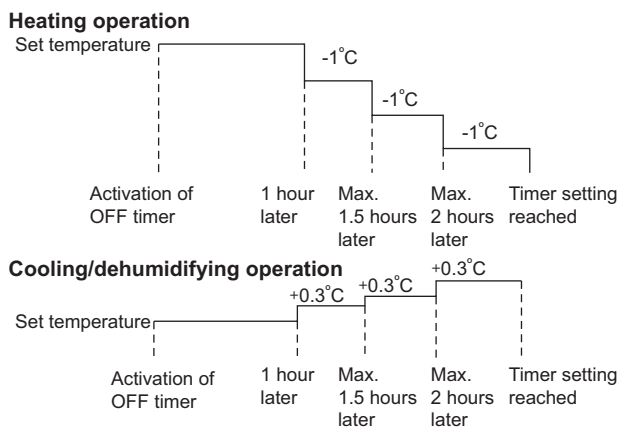 Heating operation
Set temperature
-1°C
-1°C
-1°C
Activation of
OFF timer
1 hour
later
Max.
1.5 hours
later
Max.
2 hours
later
Timer setting
reached
Cooling/dehumidifying operation
+0.3°C
+0.3°C
+0.3°C
Set temperature
Activation of
OFF timer
1 hour
later
Max.
1.5 hours
later
Max.
2 hours
later
Timer setting
reached